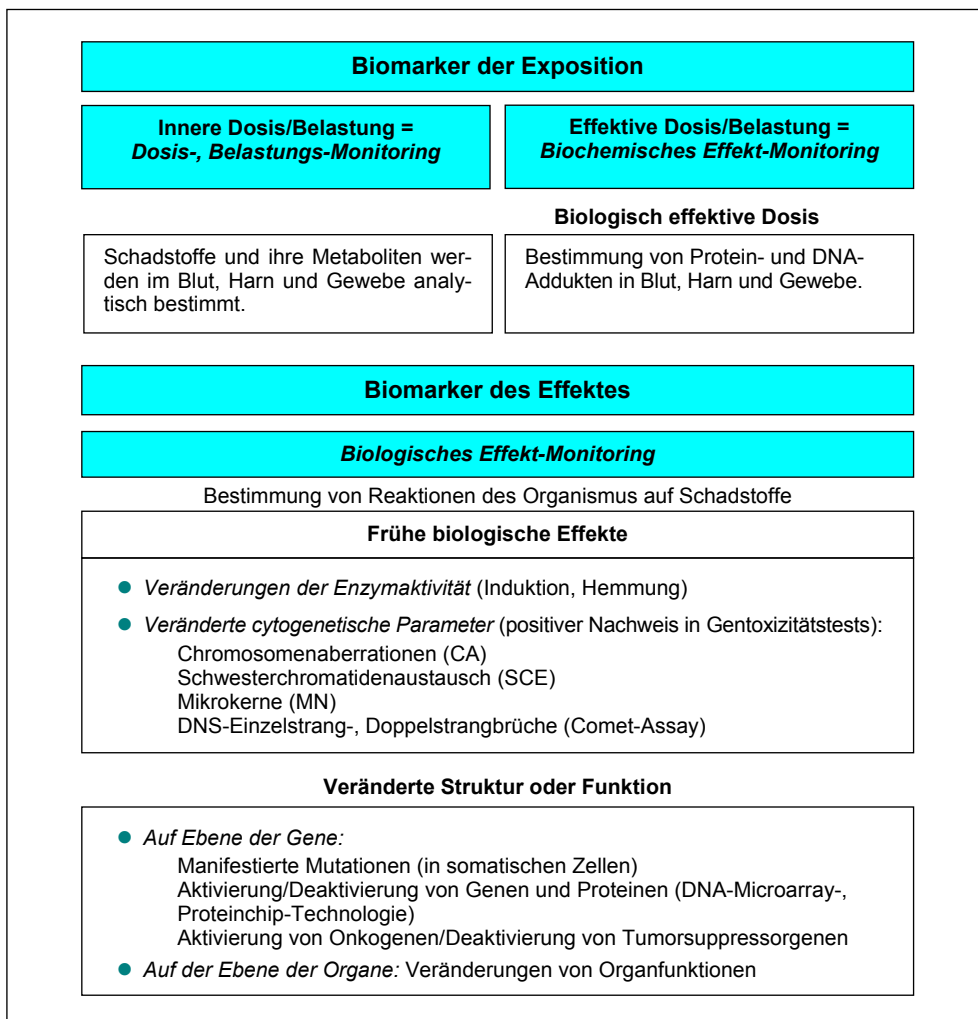 Biomarker der Exposition
Innere Dosis/Belastung =
Dosis-, Belastungs-Monitoring
Effektive Dosis/Belastung =
Biochemisches Effekt-Monitoring
Biologisch effektive Dosis
Schadstoffe und ihre Metaboliten wer-
den im Blut, Harn und Gewebe analy-
tisch bestimmt.
Bestimmung von Protein- und DNA-
Addukten in Blut, Harn und Gewebe.
Biomarker des Effektes
Biologisches Effekt-Monitoring
Bestimmung von Reaktionen des Organismus auf Schadstoffe
Frühe biologische Effekte
● Veränderungen der Enzymaktivität (Induktion, Hemmung)
● Veränderte cytogenetische Parameter (positiver Nachweis in Gentoxizitätstests):
Chromosomenaberrationen (CA)
Schwesterchromatidenaustausch (SCE)
Mikrokerne (MN)
DNS-Einzelstrang-, Doppelstrangbrüche (Comet-Assay)
Veränderte Struktur oder Funktion
● Auf Ebene der Gene:
Manifestierte Mutationen (in somatischen Zellen)
Aktivierung/Deaktivierung von Genen und Proteinen (DNA-Microarray-,
Proteinchip-Technologie)
Aktivierung von Onkogenen/Deaktivierung von Tumorsuppressorgenen
● Auf der Ebene der Organe: Veränderungen von Organfunktionen